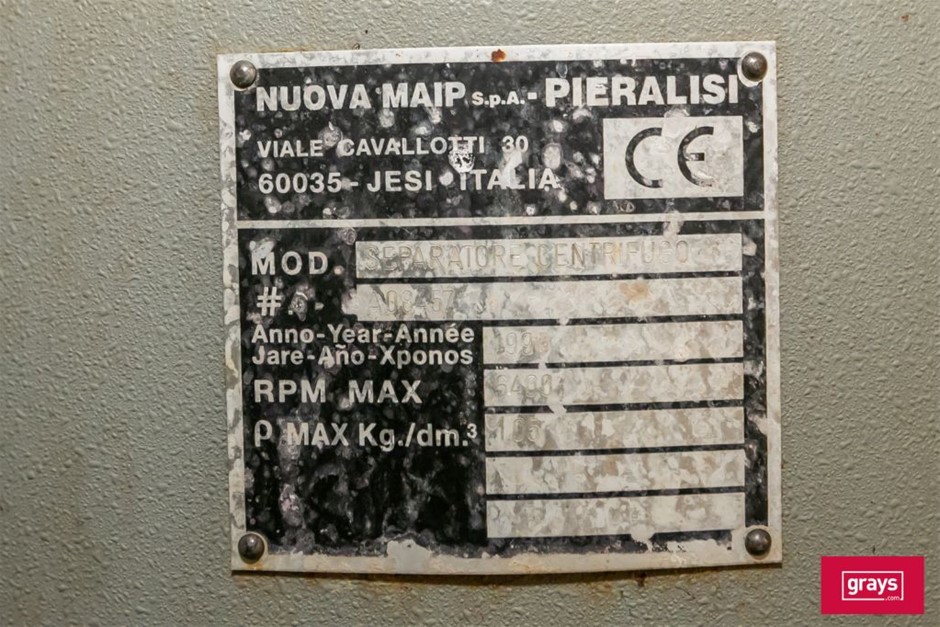 NUOVA MAIP S.p.A. - PIERALISI
VIALE CAVALLOTTI 30
60035 - JESI ITALIA
CE
MOD. SEPARATORE CENTRIFUGO
#.
Anno-Year-Année
Jare-Año-Xponos
RPM MAX
ρ MAX Kg./dm.³
grays
.com